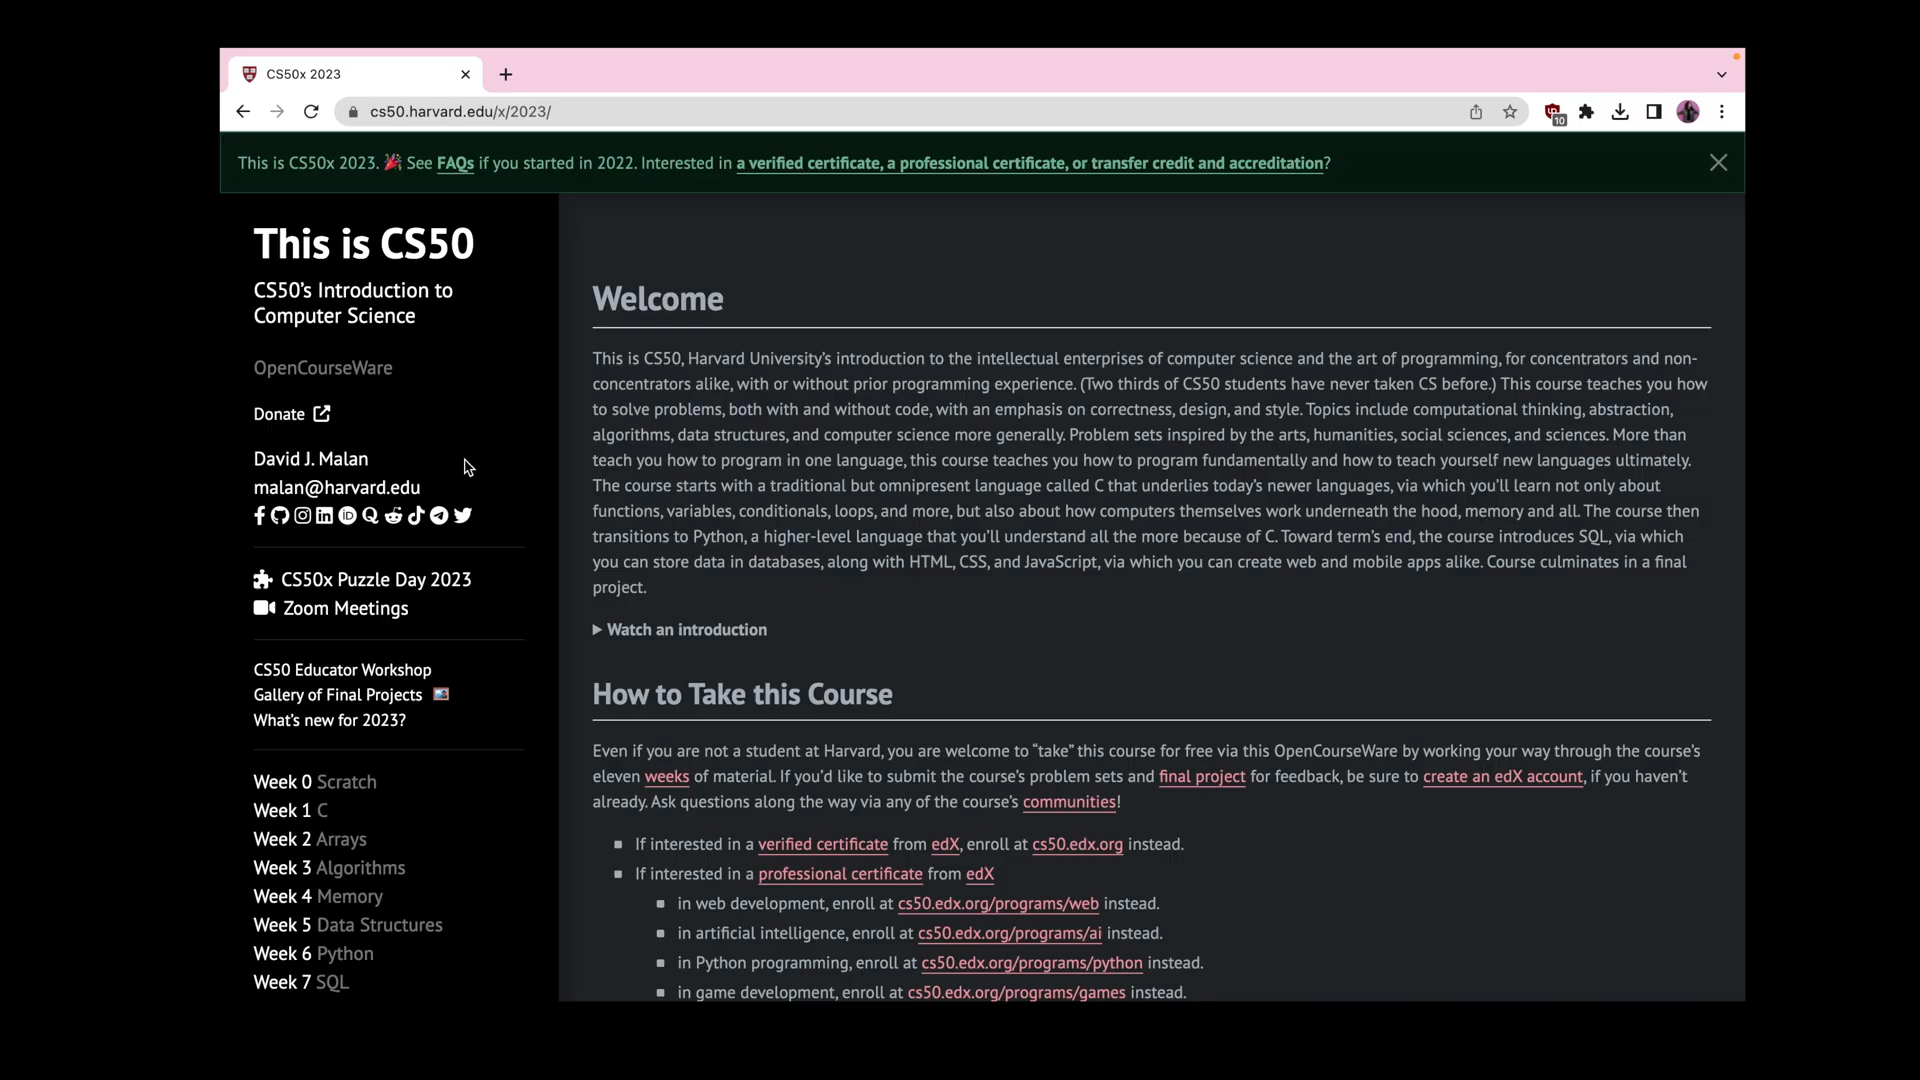 CS50x 2023
cs50.harvard.edu/x/2023/
10
This is CS50x 2023. 🎉 See FAQs if you started in 2022. Interested in a verified certificate, a professional certificate, or transfer credit and accreditation?
This is CS50
CS50’s Introduction to
Computer Science
OpenCourseWare
Donate
David J. Malan
malan@harvard.edu
CS50x Puzzle Day 2023
Zoom Meetings
CS50 Educator Workshop
Gallery of Final Projects 🖼️
What’s new for 2023?
Week 0 Scratch
Week 1 C
Week 2 Arrays
Week 3 Algorithms
Week 4 Memory
Week 5 Data Structures
Week 6 Python
Week 7 SQL
Welcome
This is CS50, Harvard University’s introduction to the intellectual enterprises of computer science and the art of programming, for concentrators and non-
concentrators alike, with or without prior programming experience. (Two thirds of CS50 students have never taken CS before.) This course teaches you how
to solve problems, both with and without code, with an emphasis on correctness, design, and style. Topics include computational thinking, abstraction,
algorithms, data structures, and computer science more generally. Problem sets inspired by the arts, humanities, social sciences, and sciences. More than
teach you how to program in one language, this course teaches you how to program fundamentally and how to teach yourself new languages ultimately.
The course starts with a traditional but omnipresent language called C that underlies today’s newer languages, via which you’ll learn not only about
functions, variables, conditionals, loops, and more, but also about how computers themselves work underneath the hood, memory and all. The course then
transitions to Python, a higher-level language that you’ll understand all the more because of C. Toward term’s end, the course introduces SQL, via which
you can store data in databases, along with HTML, CSS, and JavaScript, via which you can create web and mobile apps alike. Course culminates in a final
project.
Watch an introduction
How to Take this Course
Even if you are not a student at Harvard, you are welcome to “take” this course for free via this OpenCourseWare by working your way through the course’s
eleven weeks of material. If you’d like to submit the course’s problem sets and final project for feedback, be sure to create an edX account, if you haven’t
already. Ask questions along the way via any of the course’s communities!
If interested in a verified certificate from edX, enroll at cs50.edx.org instead.
If interested in a professional certificate from edX
in web development, enroll at cs50.edx.org/programs/web instead.
in artificial intelligence, enroll at cs50.edx.org/programs/ai instead.
in Python programming, enroll at cs50.edx.org/programs/python instead.
in game development, enroll at cs50.edx.org/programs/games instead.